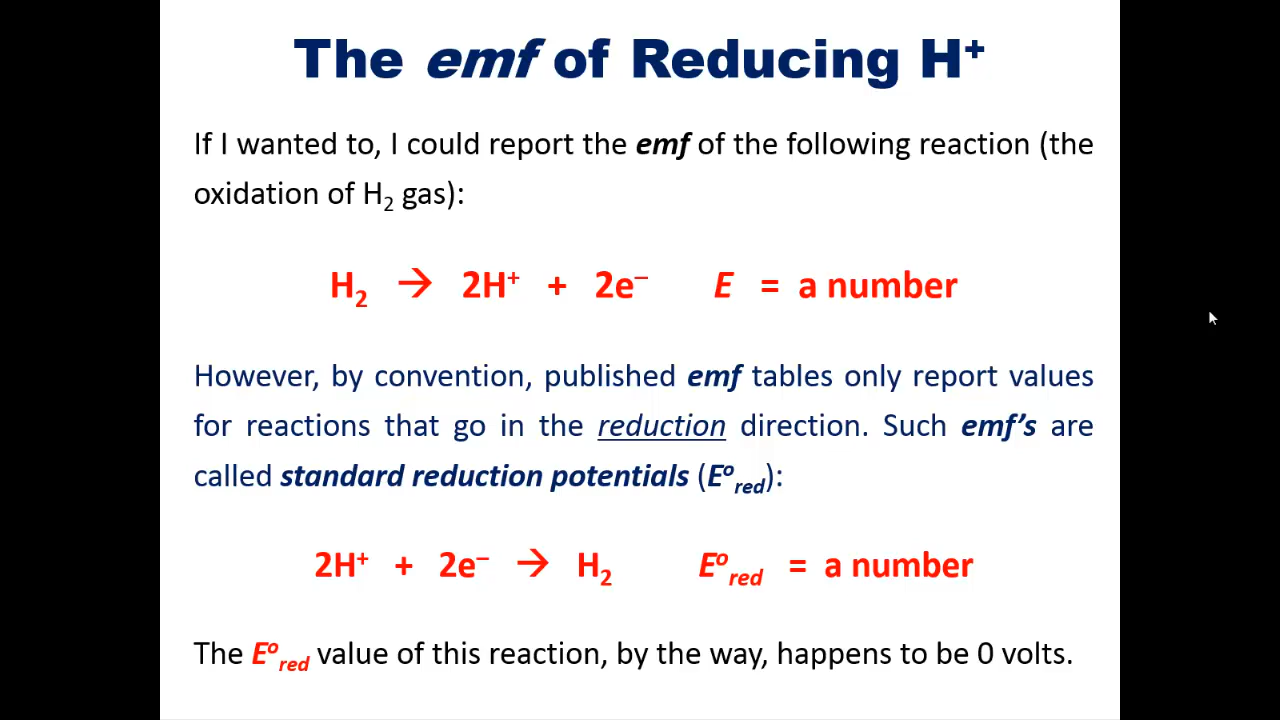 The emf of Reducing H⁺
If I wanted to, I could report the emf of the following reaction (the
oxidation of H₂ gas):
H₂ → 2H⁺ + 2e⁻ E = a number
However, by convention, published emf tables only report values
for reactions that go in the reduction direction. Such emf’s are
called standard reduction potentials (Eᵒred):
2H⁺ + 2e⁻ → H₂ Eᵒred = a number
The Eᵒred value of this reaction, by the way, happens to be 0 volts.